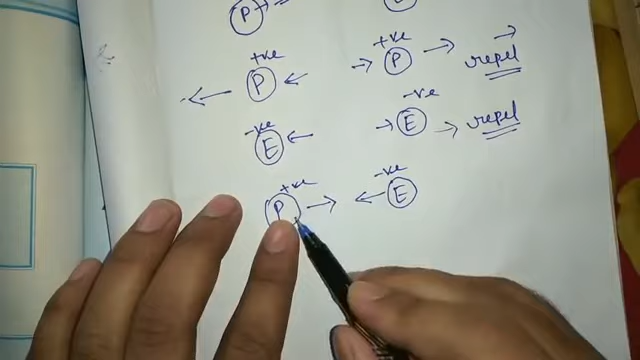 P E
+ve +ve
P P repel
-ve -ve
E E repel
+ve -ve
P E